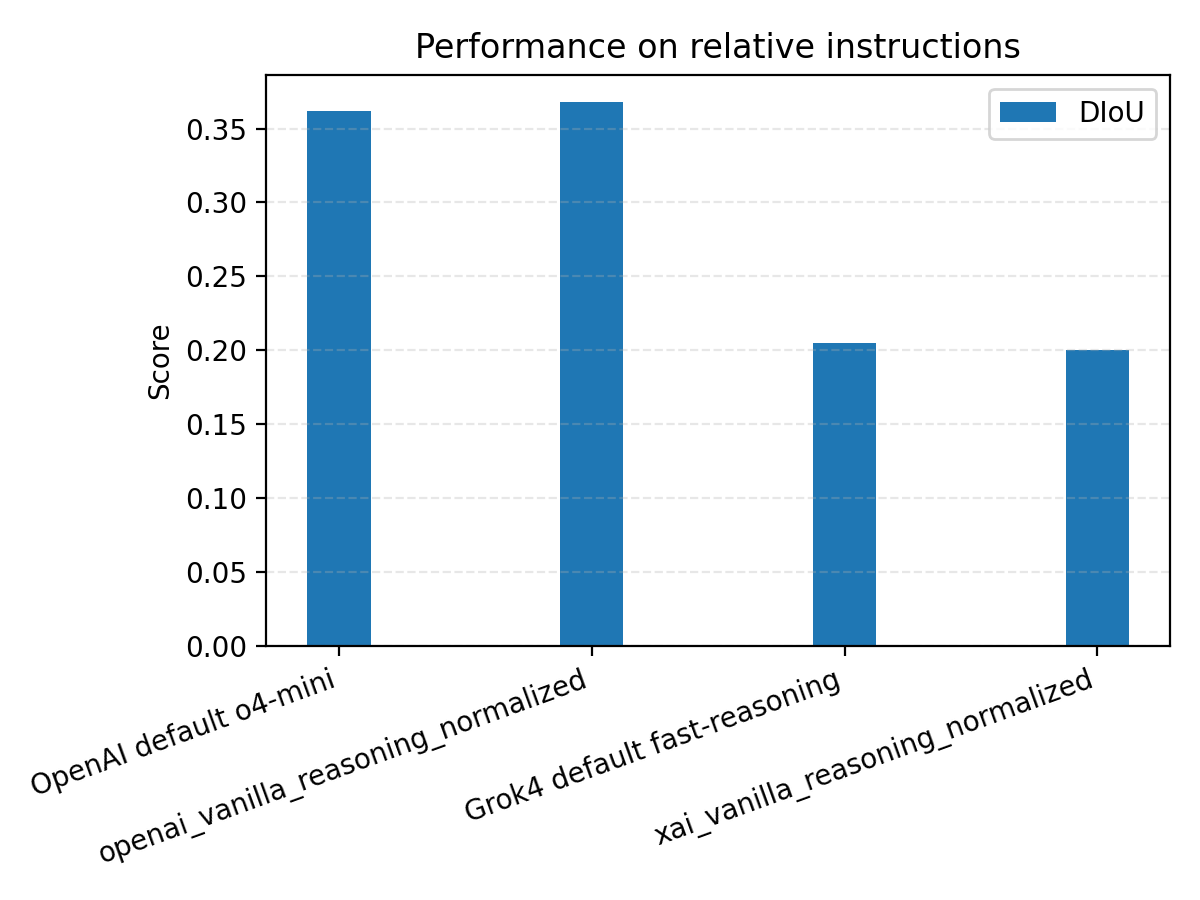 Performance on relative instructions
DIoU
Score
0.35
0.30
0.25
0.20
0.15
0.10
0.05
0.00
OpenAI default o4-mini
openai_vanilla_reasoning_normalized
Grok4 default fast-reasoning
xai_vanilla_reasoning_normalized